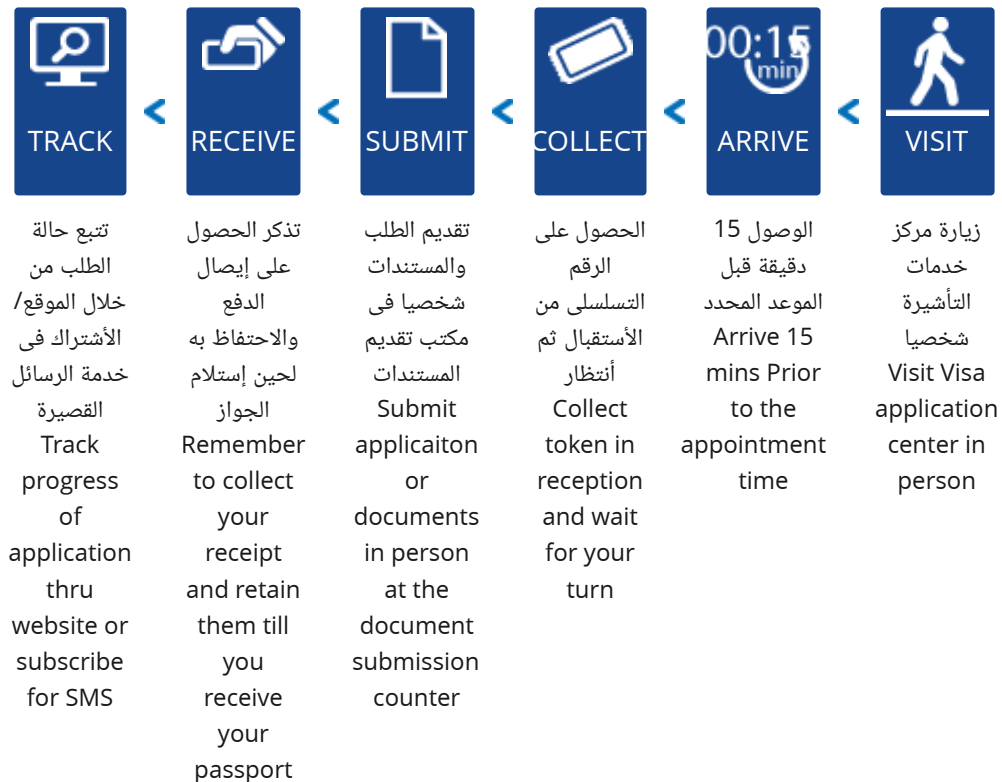 VISIT
زيارة مركز
خدمات
التأشيرة
شخصيا
Visit Visa
application
center in
person
00:15
min
ARRIVE
الوصول 15
دقيقة قبل
الموعد المحدد
Arrive 15
mins Prior
to the
appointment
time
COLLECT
الحصول على
الرقم
التسلسلى من
الأستقبال ثم
أنتظار
Collect
token in
reception
and wait
for your
turn
SUBMIT
تقديم الطلب
والمستندات
شخصيا فى
مكتب تقديم
المستندات
Submit
applicaiton
or
documents
in person
at the
document
submission
counter
RECEIVE
تذكر الحصول
على إيصال
الدفع
والاحتفاظ به
لحين إستلام
الجواز
Remember
to collect
your
receipt
and retain
them till
you
receive
your
passport
TRACK
تتبع حالة
الطلب من
خلال الموقع/
الأشتراك فى
خدمة الرسائل
القصيرة
Track
progress
of
application
thru
website or
subscribe
for SMS